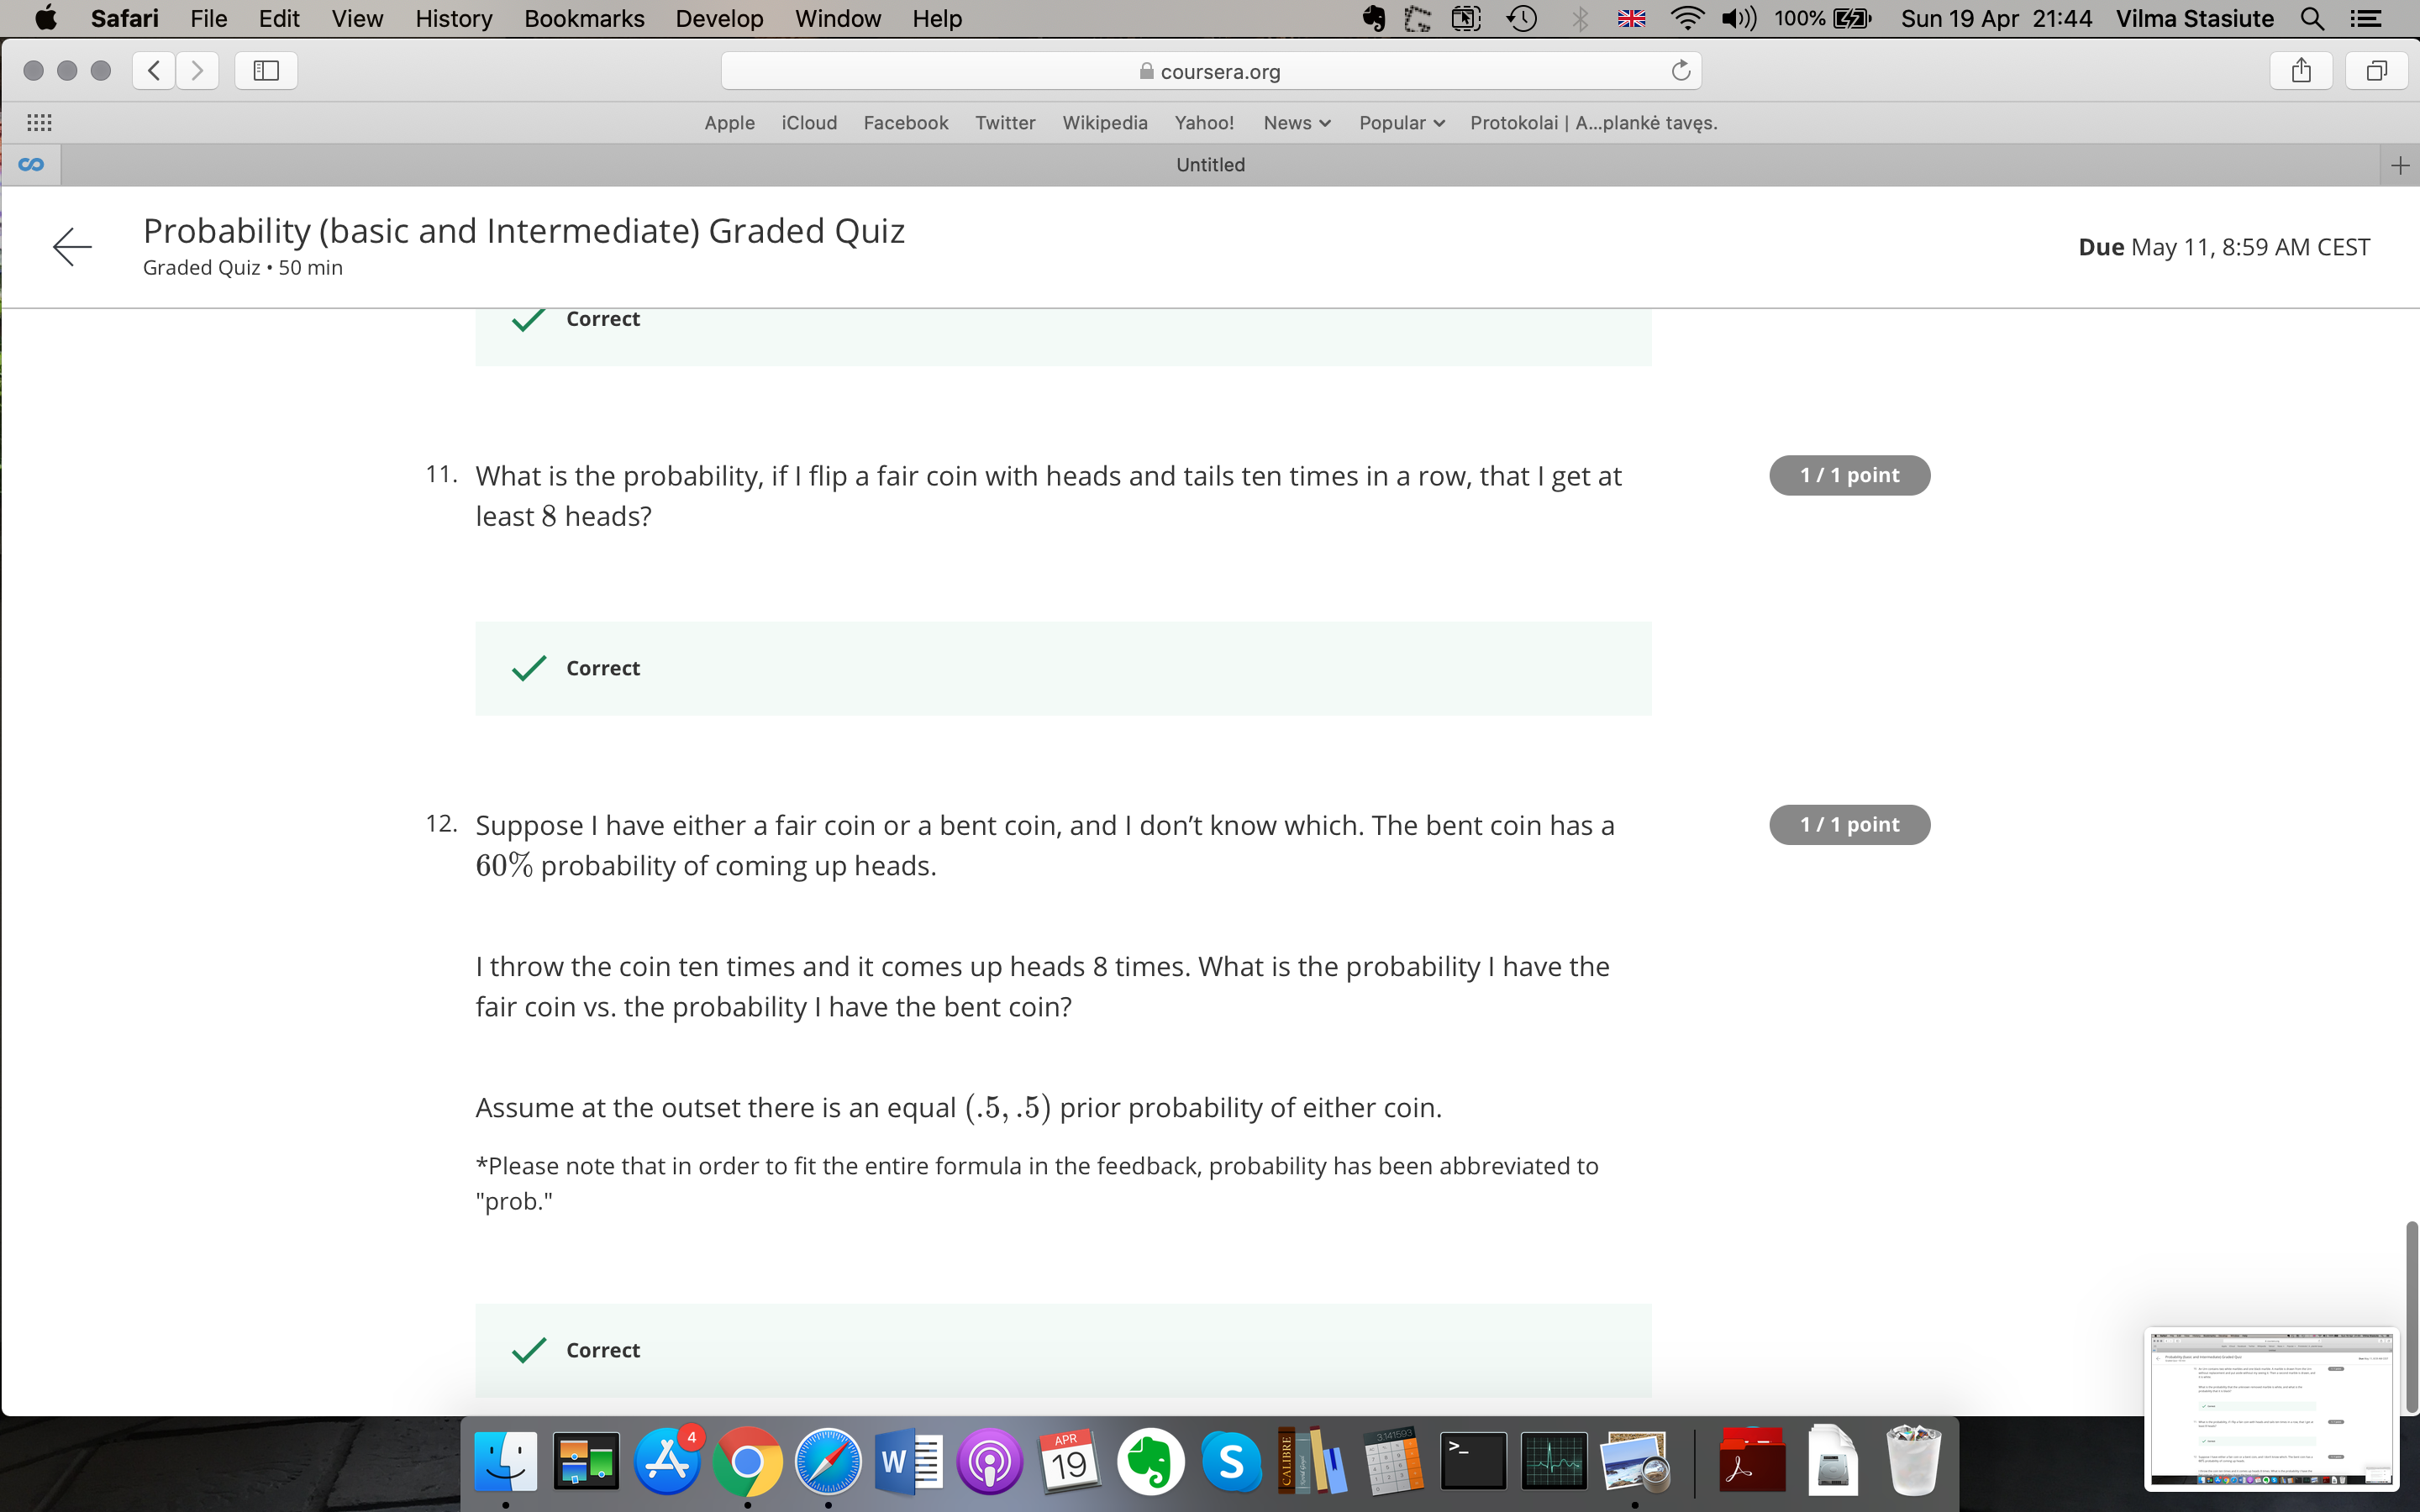 Safari File Edit View History Bookmarks Develop Window Help 100% Sun 19 Apr 21:44 Vilma Stasiute
coursera.org
Apple iCloud Facebook Twitter Wikipedia Yahoo! News Popular Protokolai | A...plankė tavęs.
Untitled
Probability (basic and Intermediate) Graded Quiz
Graded Quiz • 50 min
Due May 11, 8:59 AM CEST
Correct
11. What is the probability, if I flip a fair coin with heads and tails ten times in a row, that I get at
least 8 heads?
1 / 1 point
Correct
12. Suppose I have either a fair coin or a bent coin, and I don’t know which. The bent coin has a
60% probability of coming up heads.
1 / 1 point
I throw the coin ten times and it comes up heads 8 times. What is the probability I have the
fair coin vs. the probability I have the bent coin?
Assume at the outset there is an equal (.5, .5) prior probability of either coin.
*Please note that in order to fit the entire formula in the feedback, probability has been abbreviated to
"prob."
Correct
4
W
APR
19
S
CALIBRE
3.141593
>_